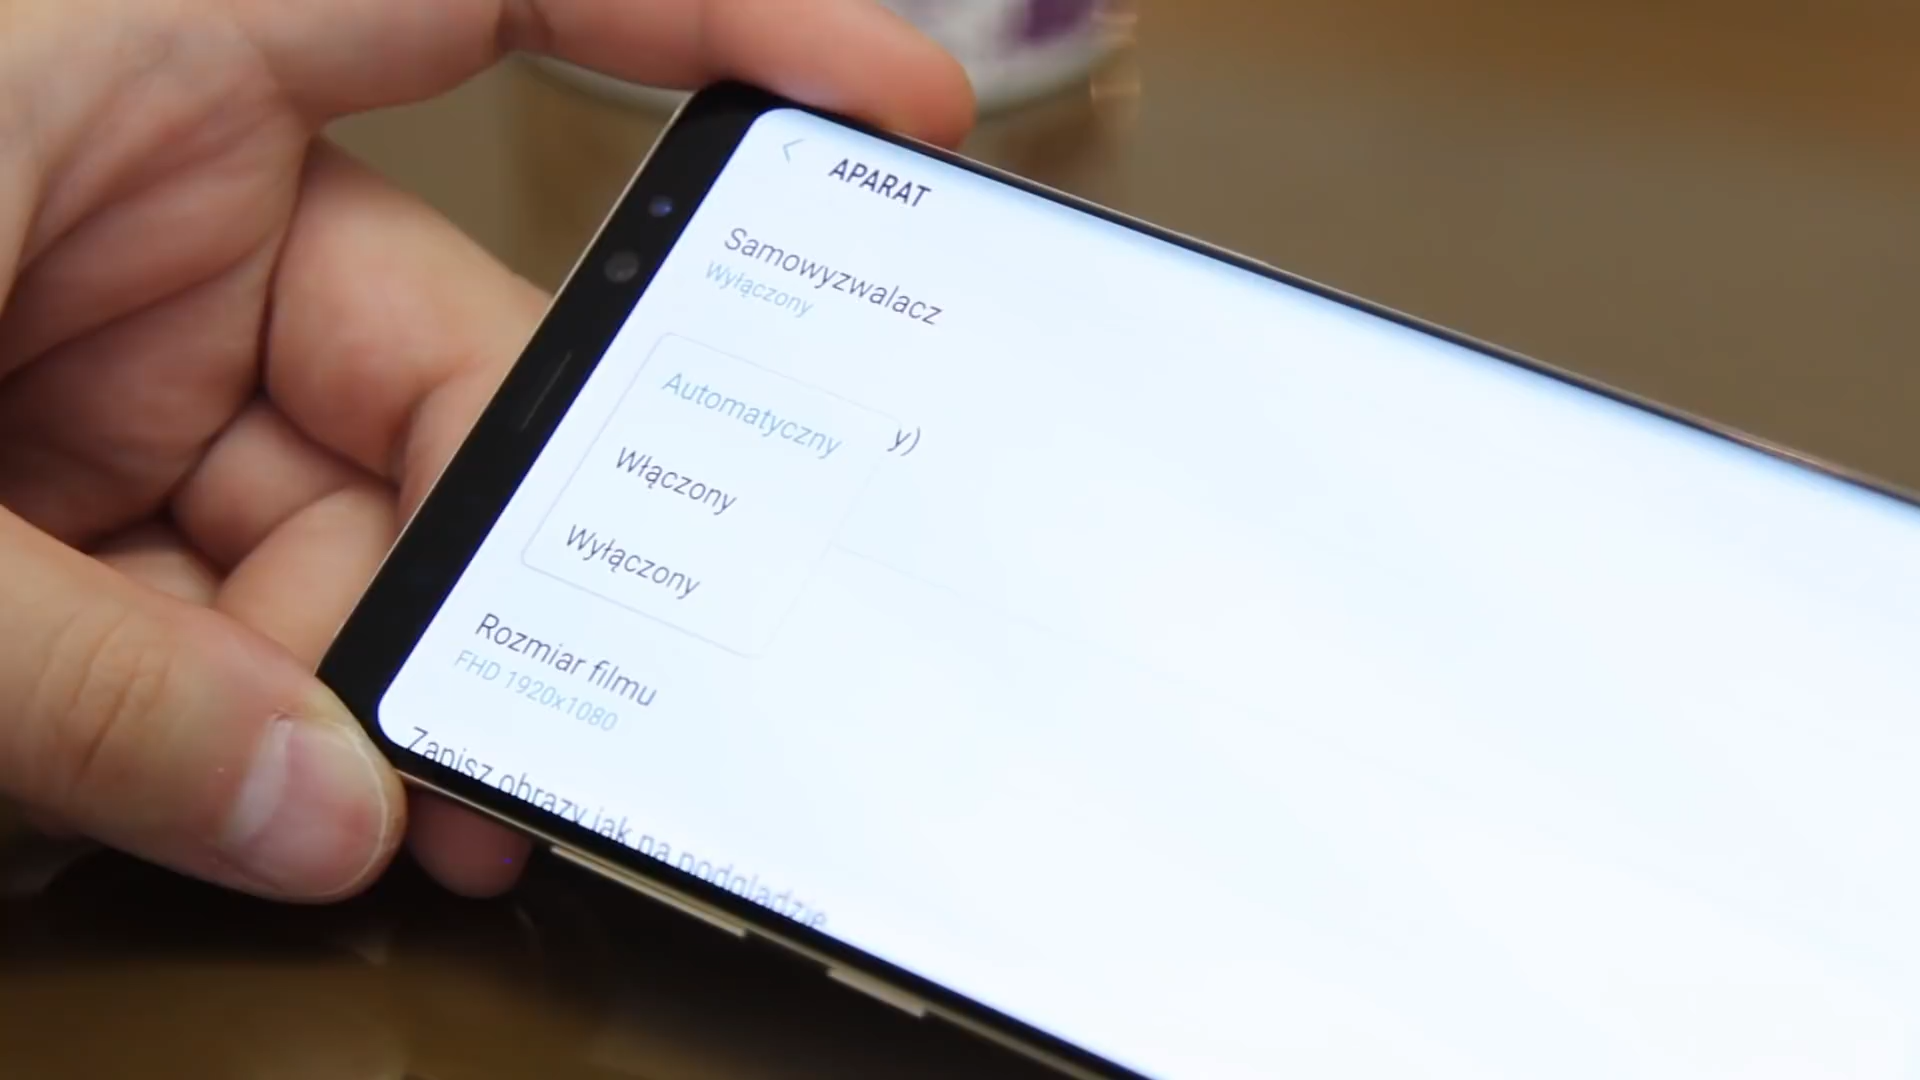 APARAT
Samowyzwalacz
Wyłączony
y)
Automatyczny
Włączony
Wyłączony
Rozmiar filmu
FHD 1920x1080
Zapisz obrazy jak na podglądzie